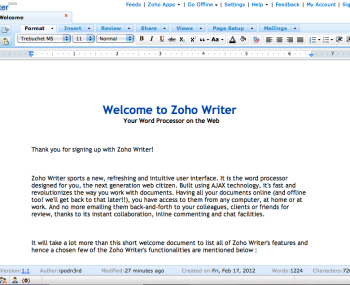 Feeds | Zoho Apps | Go Offline | Settings | Help | Feedback | My Account | Sig
Welcome
Format Insert Review Share Views Page Setup Mailings
Trebuchet MS 11 Normal B I U abc x₂ x² Aa A
Welcome to Zoho Writer
Your Word Processor on the Web
Thank you for signing up with Zoho Writer!
Zoho Writer sports a new, refreshing and intuitive user interface. It is the word processor
designed for you, the next generation web citizen. Built using AJAX technology, it's fast and
revolutionizes the way you work with documents. Having all your documents online (and offline
too! we'll get back to that later!!), you have access to them from any computer, at home or at
work. And no more emailing them back-and-forth to your colleagues, clients or friends for
review, thanks to its instant collaboration, inline commenting and chat facilities.
It will take a lot more than this short welcome document to list all of Zoho Writer's features and
hence a chosen few of the Zoho Writer's functionalities are mentioned below :
Version:1.1 Author:rpodn3rd Modified:27 minutes ago Created on:Fri, Feb 17, 2012 Words:1224 Characters:720
(0)